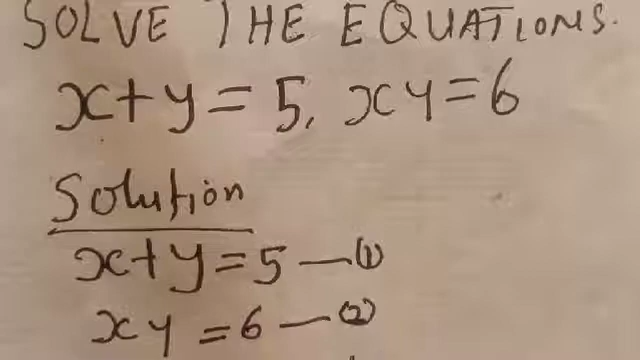 SOLVE THE EQUATIONS.
x+y=5, xy=6
Solution
x+y=5—(1)
xy=6—(2)